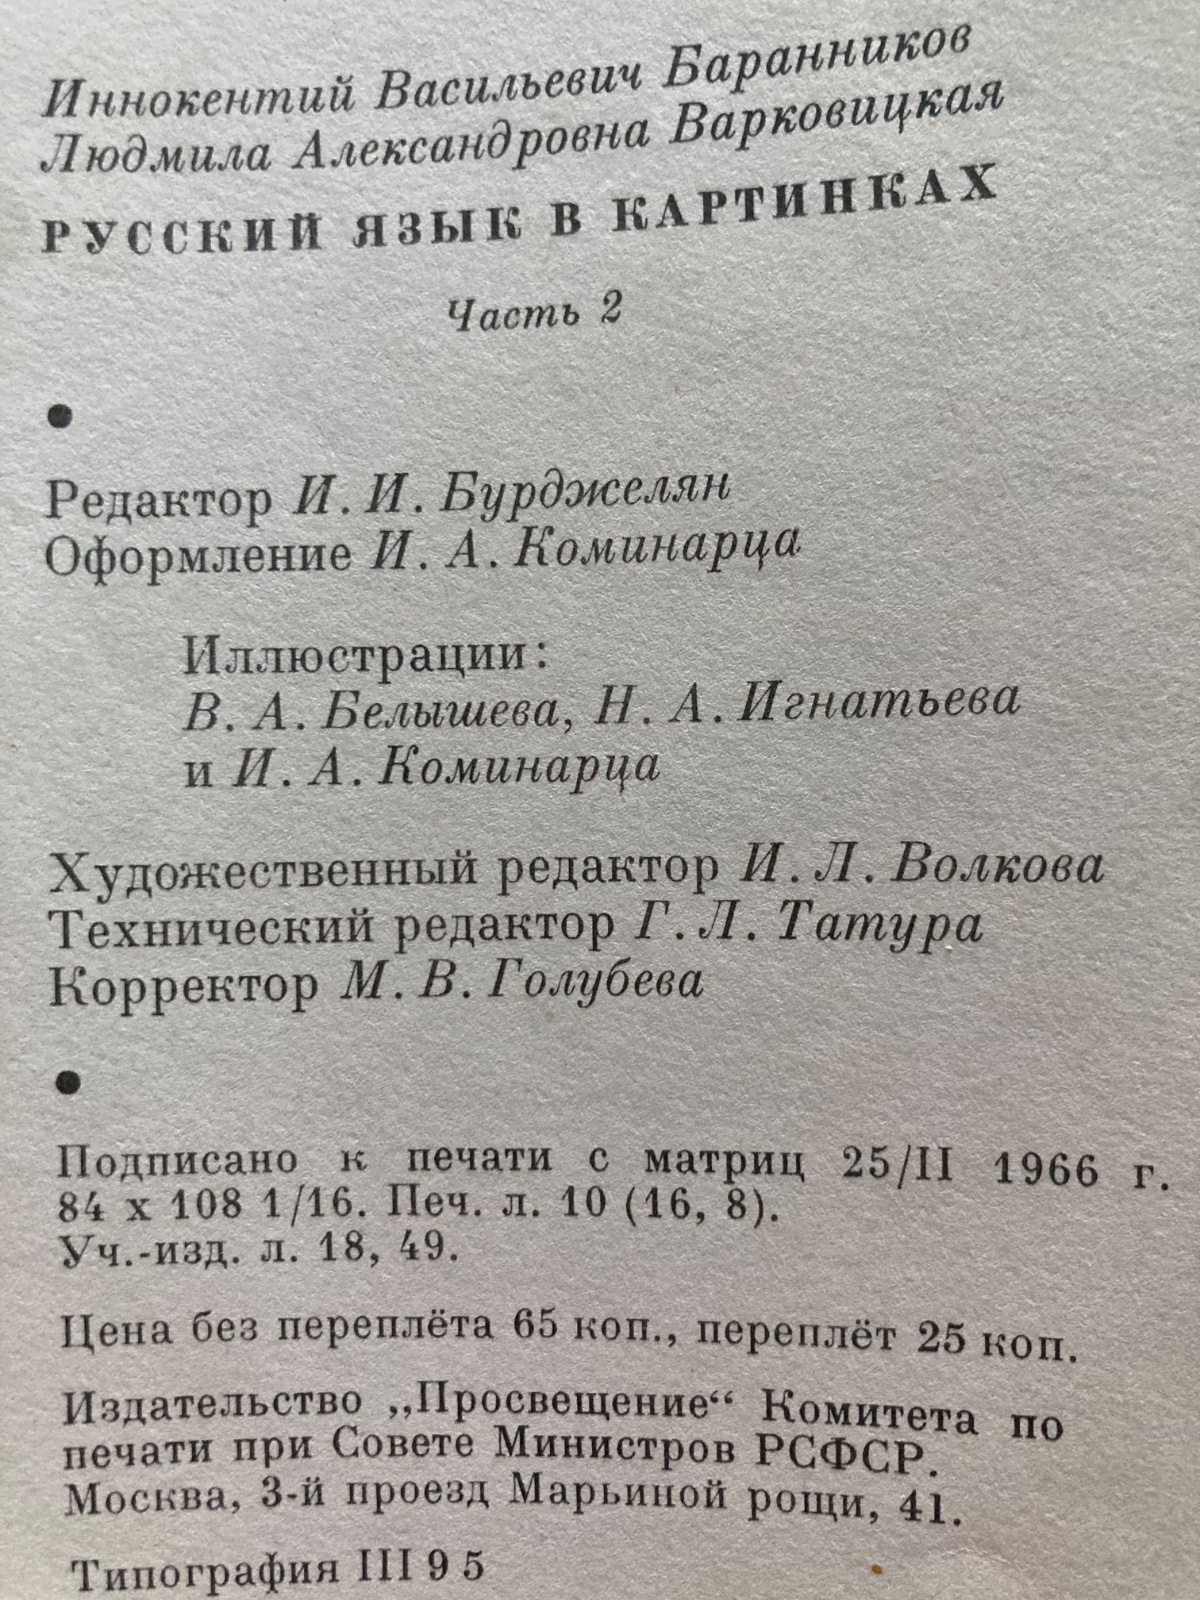 Иннокентий Васильевич Баранников
Людмила Александровна Варковицкая
РУССКИЙ ЯЗЫК В КАРТИНКАХ
Часть 2
●
Редактор И. И. Бурджелян
Оформление И. А. Коминарца
Иллюстрации:
В. А. Белышева, Н. А. Игнатьева
и И. А. Коминарца
Художественный редактор И. Л. Волкова
Технический редактор Г. Л. Татура
Корректор М. В. Голубева
●
Подписано к печати с матриц 25/II 1966 г.
84 х 108 1/16. Печ. л. 10 (16, 8).
Уч.-изд. л. 18, 49.
Цена без переплёта 65 коп., переплёт 25 коп.
Издательство „Просвещение“ Комитета по
печати при Совете Министров РСФСР.
Москва, 3-й проезд Марьиной рощи, 41.
Типография III 9 5